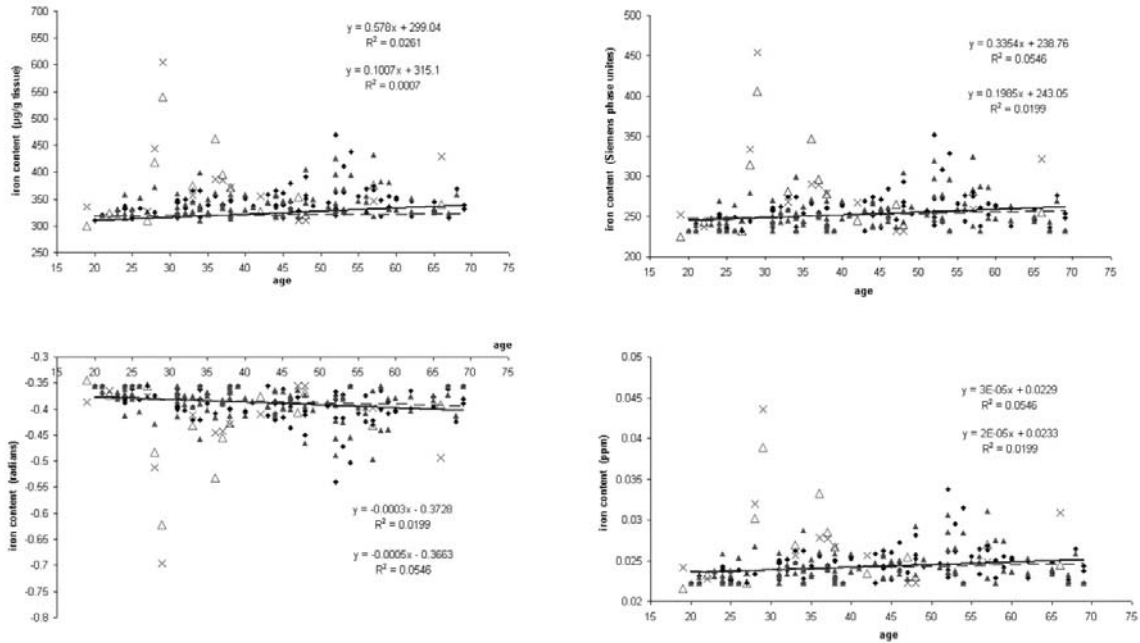 iron content (µg/g tissue)
700
650
600
550
500
450
400
350
300
250
y = 0.578x + 299.04
R² = 0.0261
y = 0.1007x + 315.1
R² = 0.0007
15 20 25 30 35 40 45 50 55 60 65 70 75
age
iron content (Siemens phase unites)
500
450
400
350
300
250
200
y = 0.3354x + 238.76
R² = 0.0546
y = 0.1985x + 243.05
R² = 0.0199
15 20 25 30 35 40 45 50 55 60 65 70 75
age
iron content (radians)
age
-0.3
15 20 25 30 35 40 45 50 55 60 65 70 75
-0.35
-0.4
-0.45
-0.5
-0.55
-0.6
-0.65
-0.7
-0.75
-0.8
y = -0.0003x - 0.3728
R² = 0.0199
y = -0.0005x - 0.3663
R² = 0.0546
iron content (ppm)
0.05
0.045
0.04
0.035
0.03
0.025
0.02
y = 3E-05x + 0.0229
R² = 0.0546
y = 2E-05x + 0.0233
R² = 0.0199
15 20 25 30 35 40 45 50 55 60 65 70 75
age